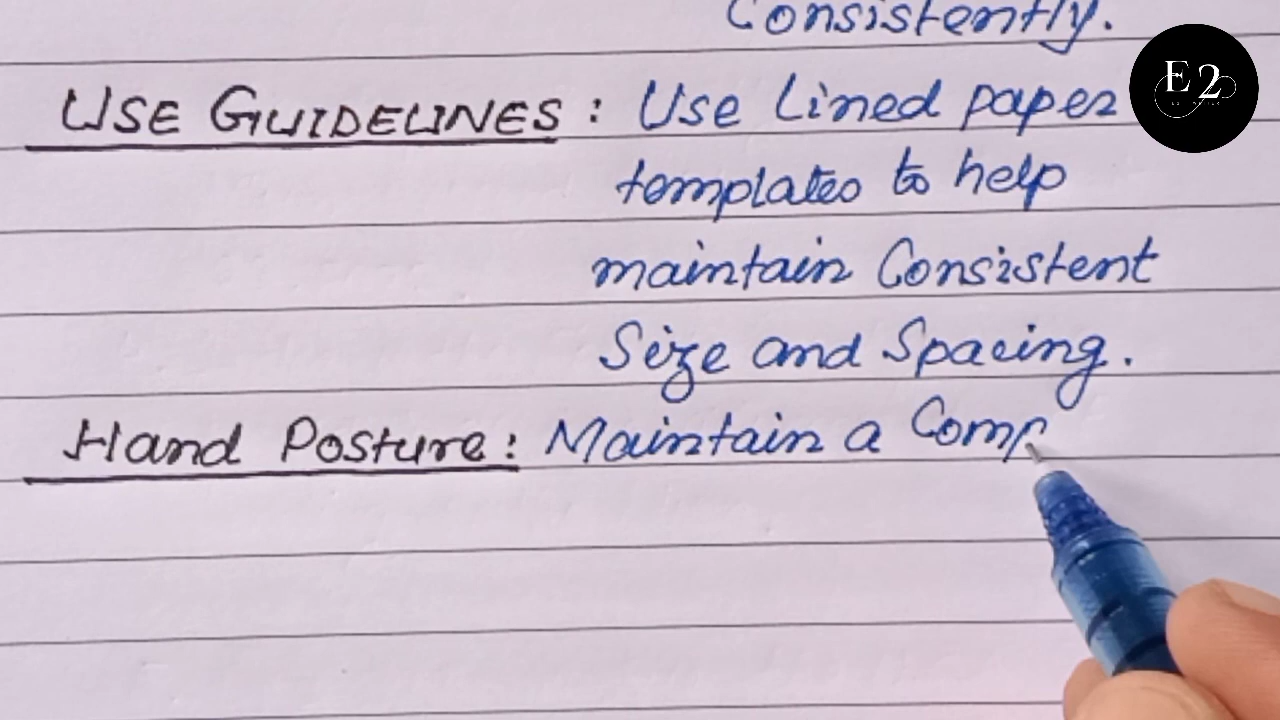 Consistently.
USE GUIDELINES : Use Lined paper
templates to help
maintain Consistent
Size and Spacing.
Hand Posture : Maintain a Comp
E2